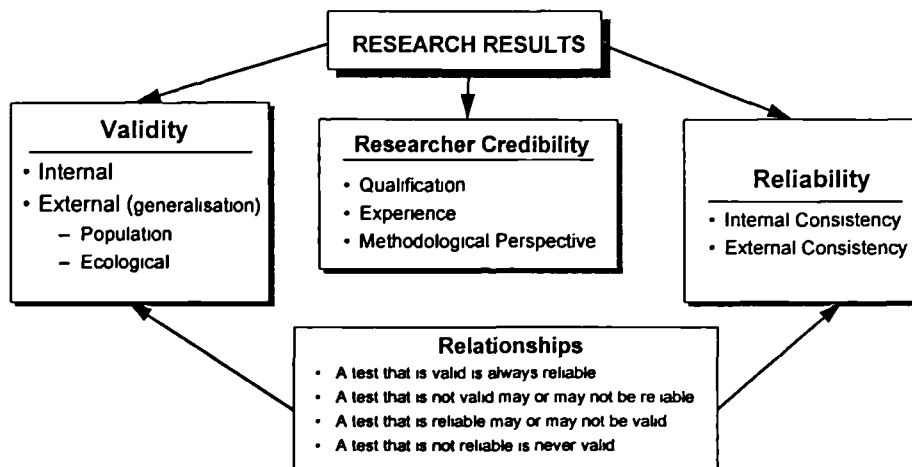 RESEARCH RESULTS
Validity
• Internal
• External (generalisation)
– Population
– Ecological
Researcher Credibility
• Qualification
• Experience
• Methodological Perspective
Reliability
• Internal Consistency
• External Consistency
Relationships
• A test that is valid is always reliable
• A test that is not valid may or may not be reliable
• A test that is reliable may or may not be valid
• A test that is not reliable is never valid